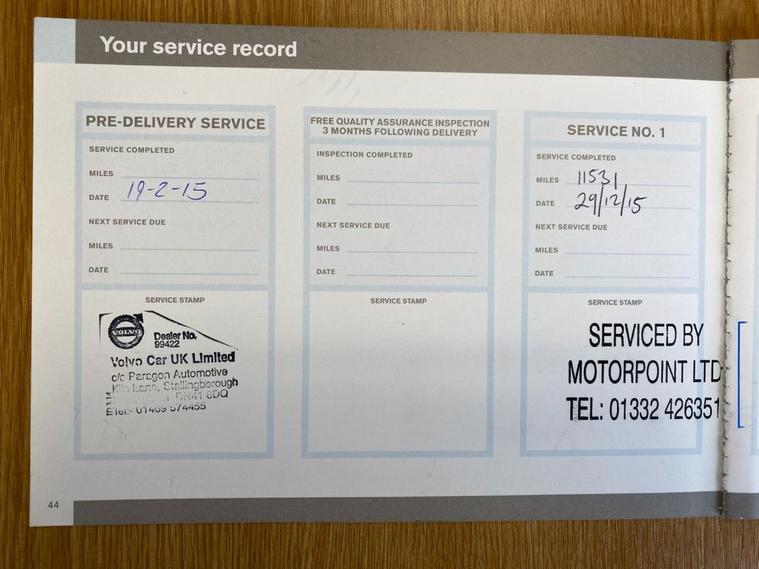 Your service record
PRE-DELIVERY SERVICE
SERVICE COMPLETED
MILES
DATE 19-2-15
NEXT SERVICE DUE
MILES
DATE
SERVICE STAMP
VOLVO
Dealer No.
99422
Volvo Car UK Limited
c/o Paragon Automotive
Kiln Lane, Stallingborough
DN41 8DQ
Tel:- 01469 574455
FREE QUALITY ASSURANCE INSPECTION
3 MONTHS FOLLOWING DELIVERY
INSPECTION COMPLETED
MILES
DATE
NEXT SERVICE DUE
MILES
DATE
SERVICE STAMP
SERVICE NO. 1
SERVICE COMPLETED
MILES 11531
DATE 29/12/15
NEXT SERVICE DUE
MILES
DATE
SERVICE STAMP
SERVICED BY
MOTORPOINT LTD
TEL: 01332 426351
44